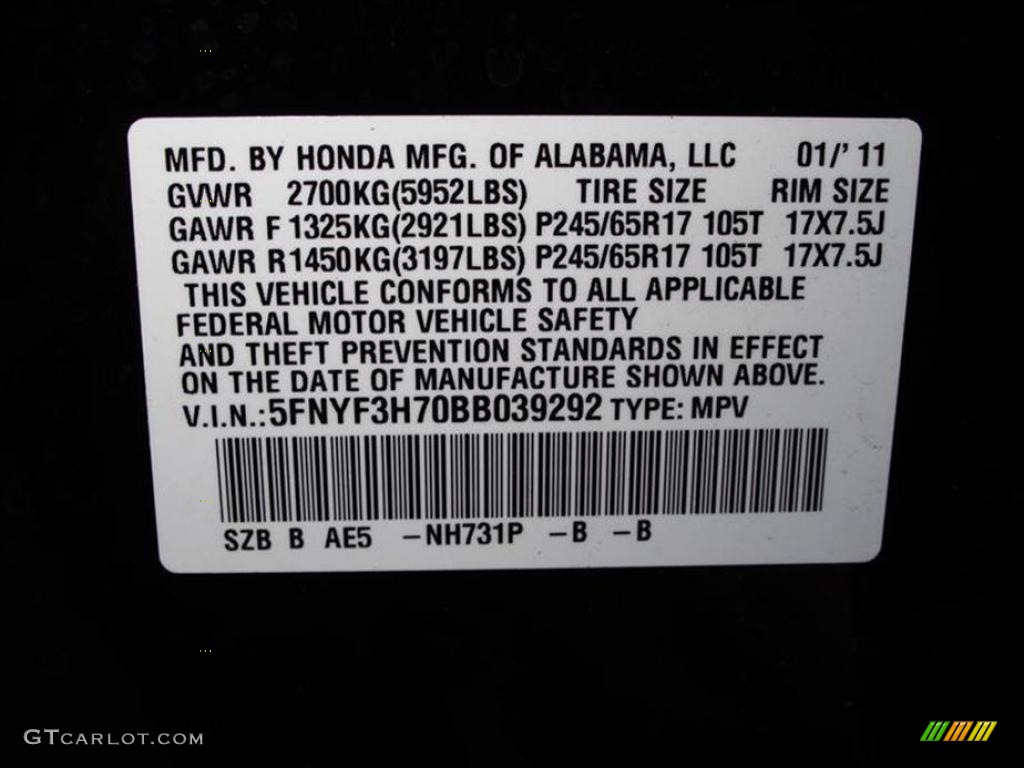 MFD. BY HONDA MFG. OF ALABAMA, LLC 01/'11
GVWR 2700KG(5952LBS) TIRE SIZE RIM SIZE
GAWR F 1325KG(2921LBS) P245/65R17 105T 17X7.5J
GAWR R 1450KG(3197LBS) P245/65R17 105T 17X7.5J
THIS VEHICLE CONFORMS TO ALL APPLICABLE
FEDERAL MOTOR VEHICLE SAFETY
AND THEFT PREVENTION STANDARDS IN EFFECT
ON THE DATE OF MANUFACTURE SHOWN ABOVE.
V.I.N.:5FNYF3H70BB039292 TYPE: MPV
SZB B AE5 -NH731P -B -B
GTCARLOT.COM